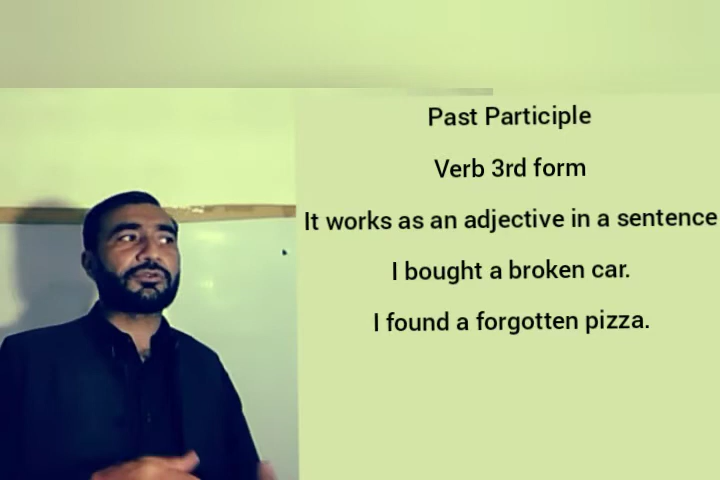 Past Participle
Verb 3rd form
It works as an adjective in a sentence
I bought a broken car.
I found a forgotten pizza.